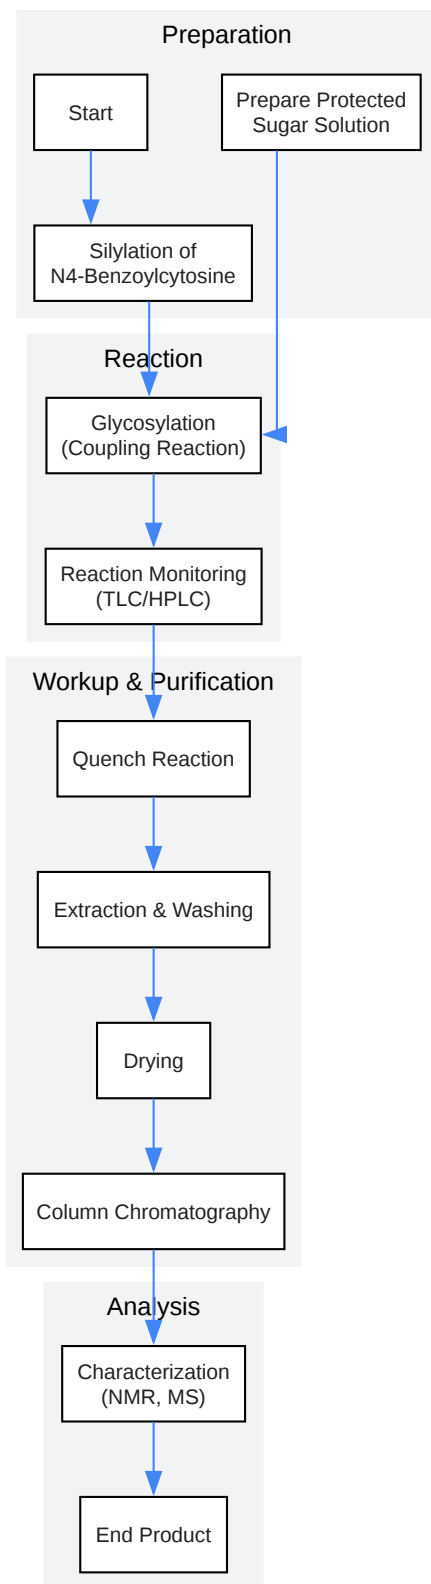 Preparation
Start
Prepare Protected
Sugar Solution
Silylation of
N4-Benzoylcytosine
Reaction
Glycosylation
(Coupling Reaction)
Reaction Monitoring
(TLC/HPLC)
Workup & Purification
Quench Reaction
Extraction & Washing
Drying
Column Chromatography
Analysis
Characterization
(NMR, MS)
End Product